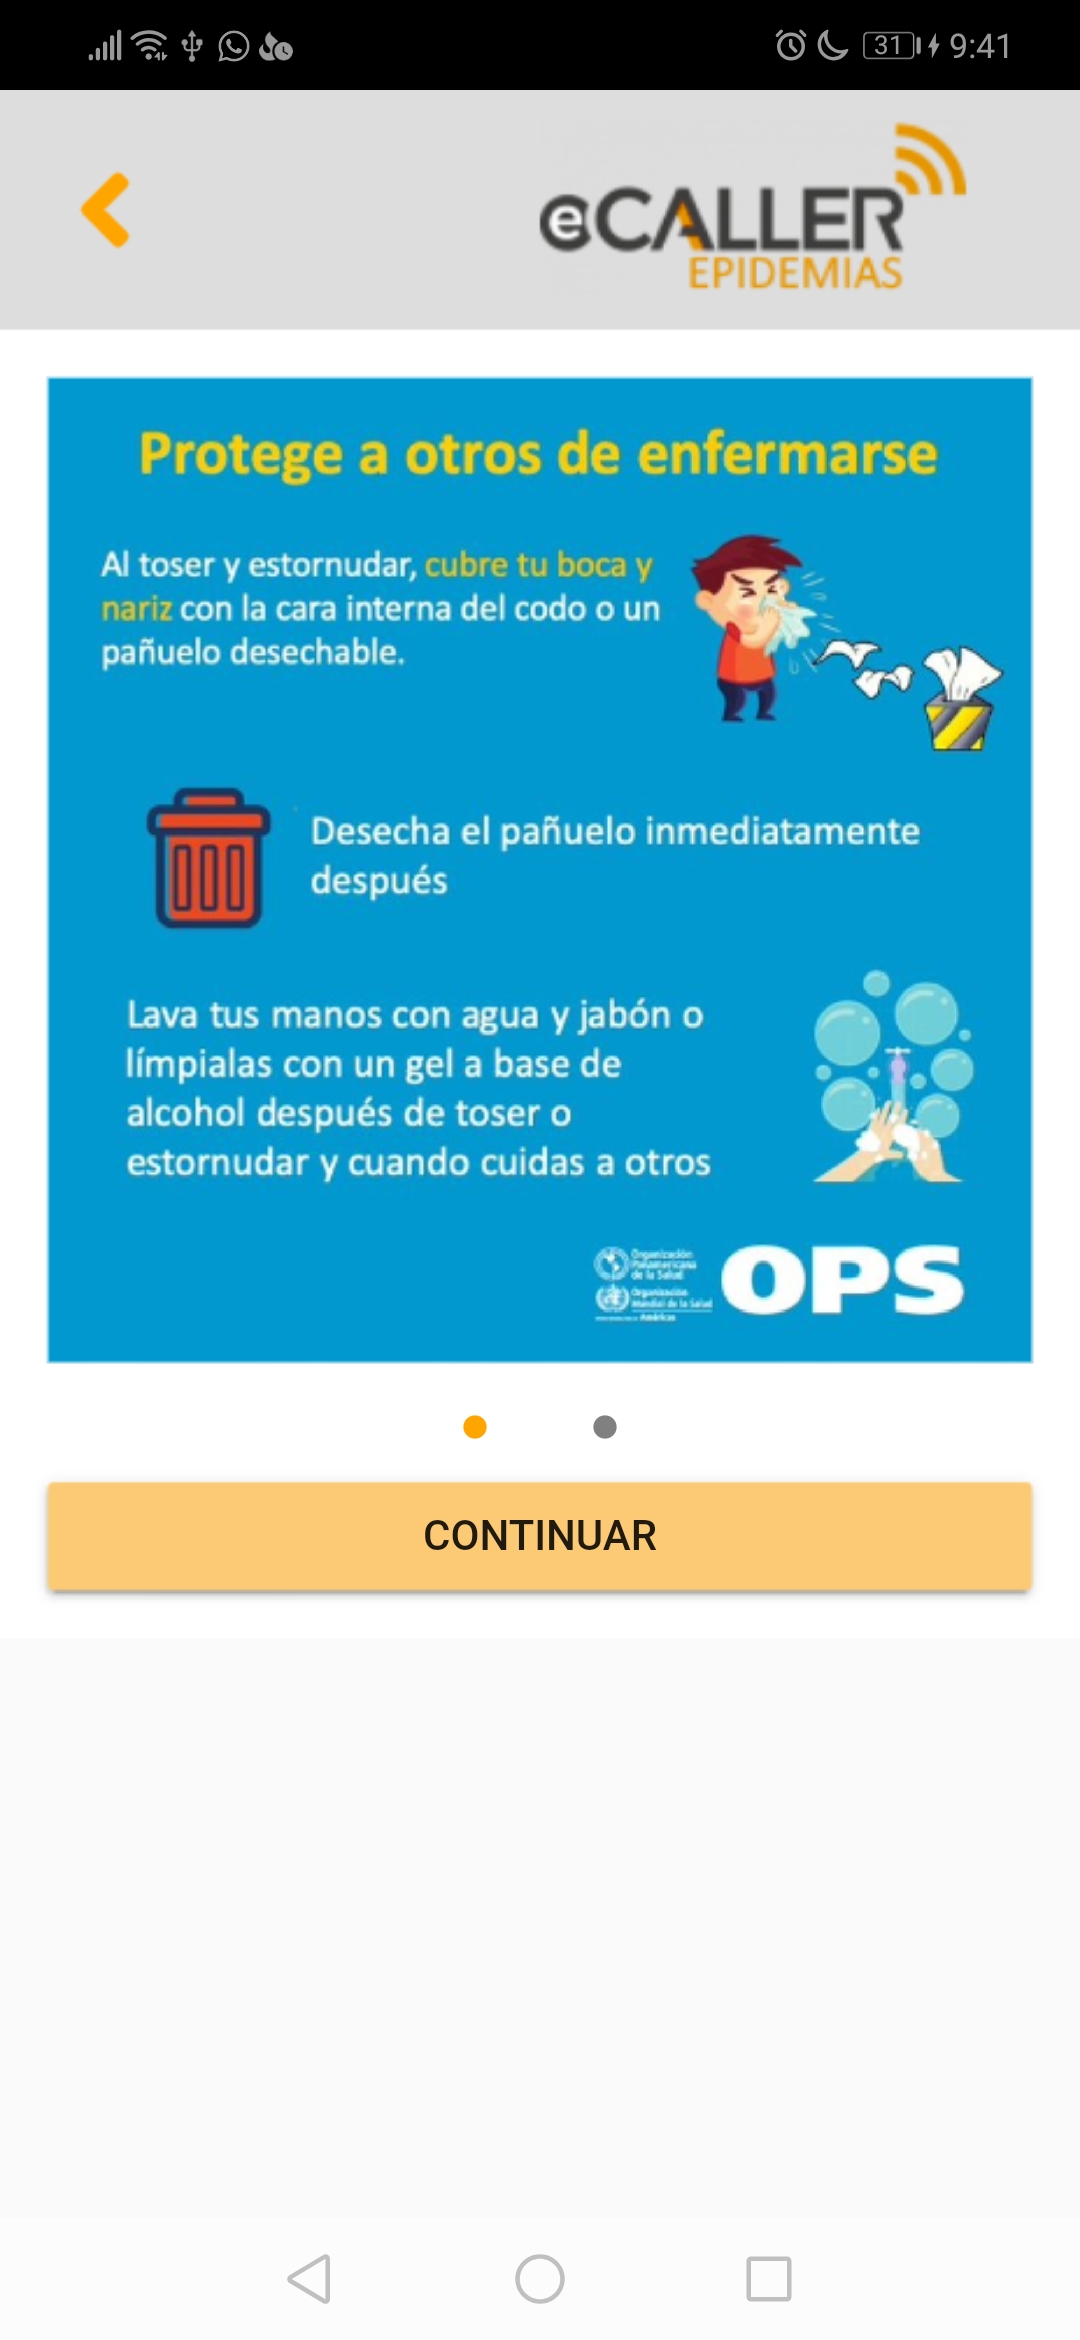 31 9:41
eCALLER
EPIDEMIAS
Protege a otros de enfermarse
Al toser y estornudar, cubre tu boca y
nariz con la cara interna del codo o un
pañuelo desechable.
Desecha el pañuelo inmediatamente
después
Lava tus manos con agua y jabón o
límpialas con un gel a base de
alcohol después de toser o
estornudar y cuando cuidas a otros
Organización
Panamericana
de la Salud
Organización
Mundial de la Salud
Américas
OPS
CONTINUAR